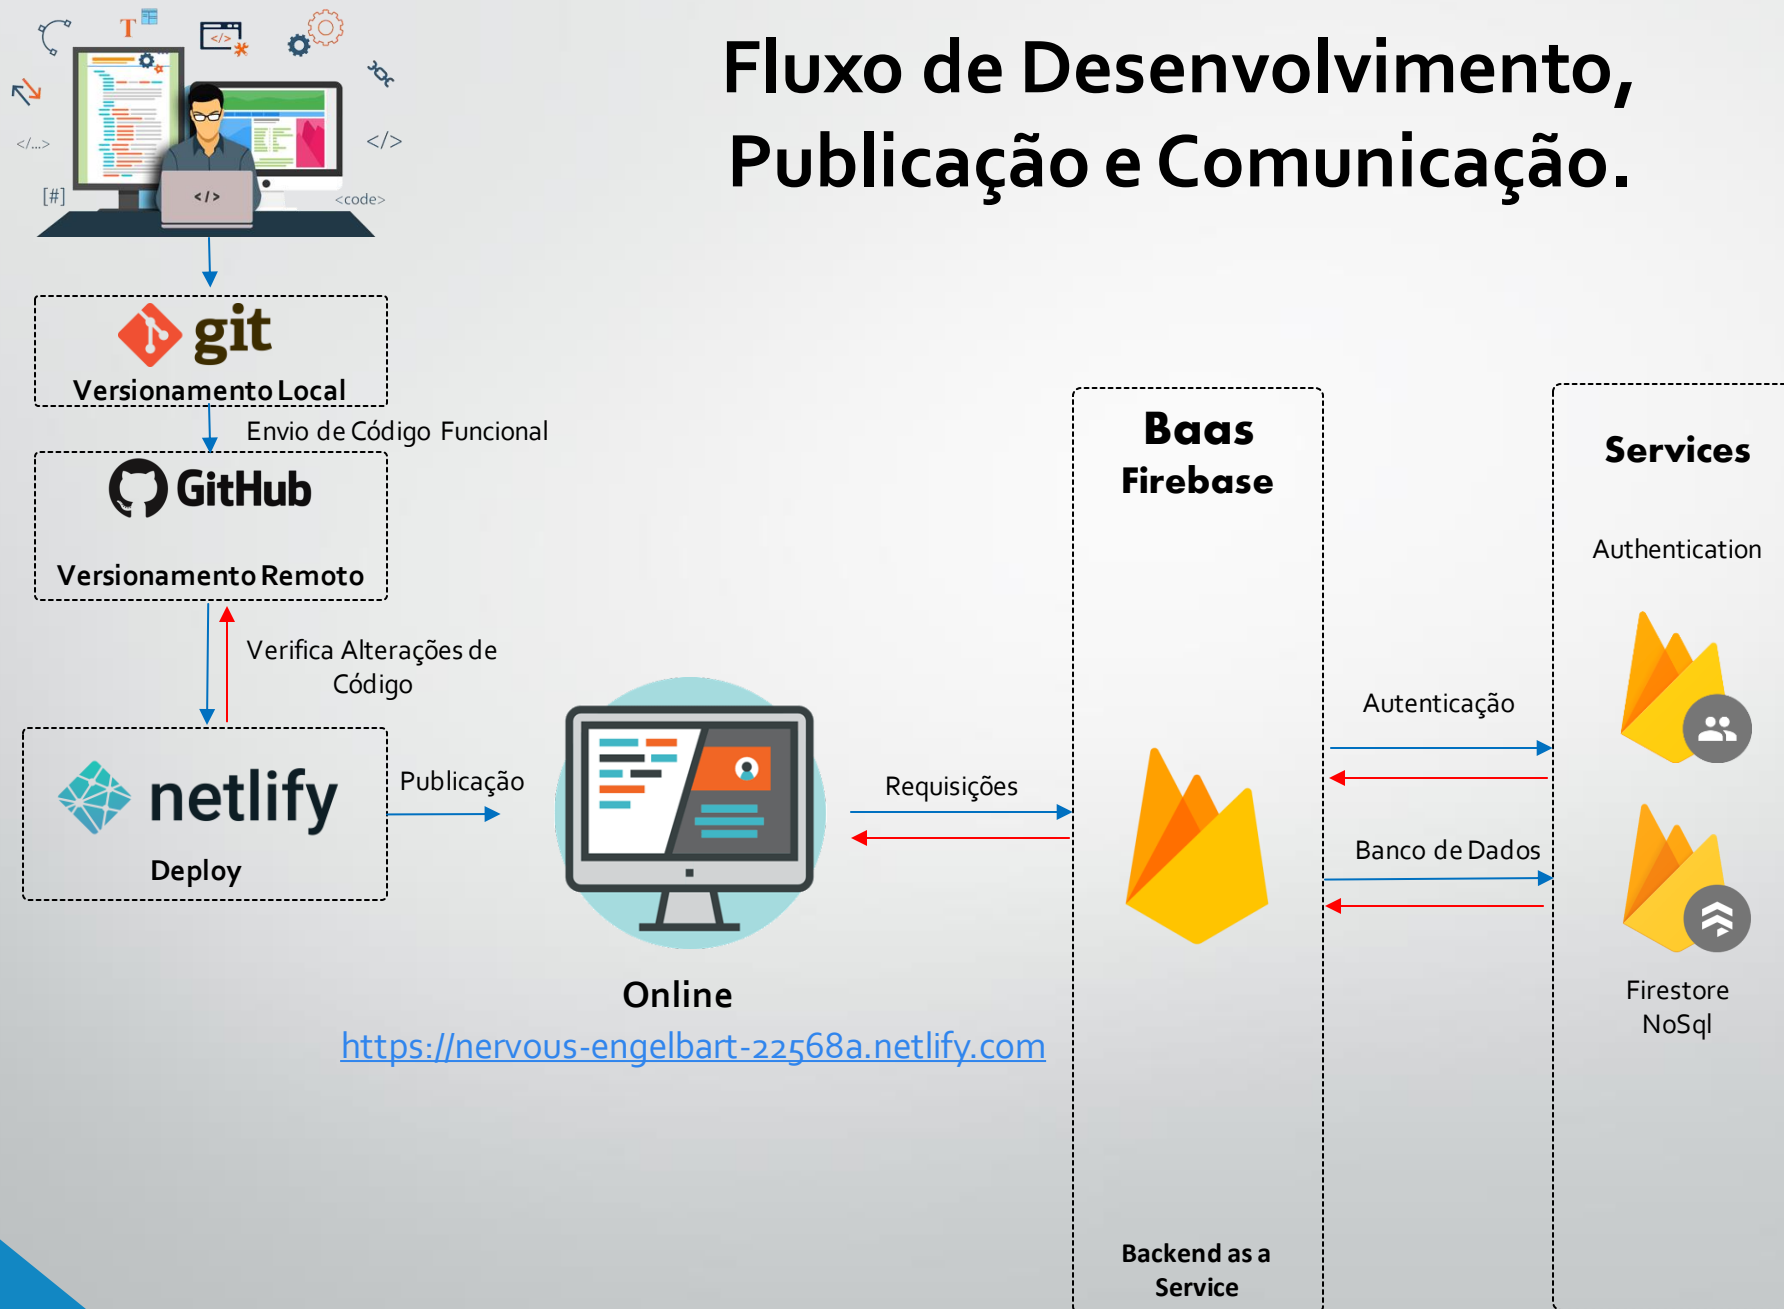 Fluxo de Desenvolvimento,
Publicação e Comunicação.
T
</>
</...>
</>
[#]
</>
<code>
git
Versionamento Local
Envio de Código Funcional
GitHub
Versionamento Remoto
Verifica Alterações de
Código
netlify
Deploy
Publicação
Online
https://nervous-engelbart-22568a.netlify.com
Requisições
Baas
Firebase
Backend as a
Service
Autenticação
Banco de Dados
Services
Authentication
Firestore
NoSql